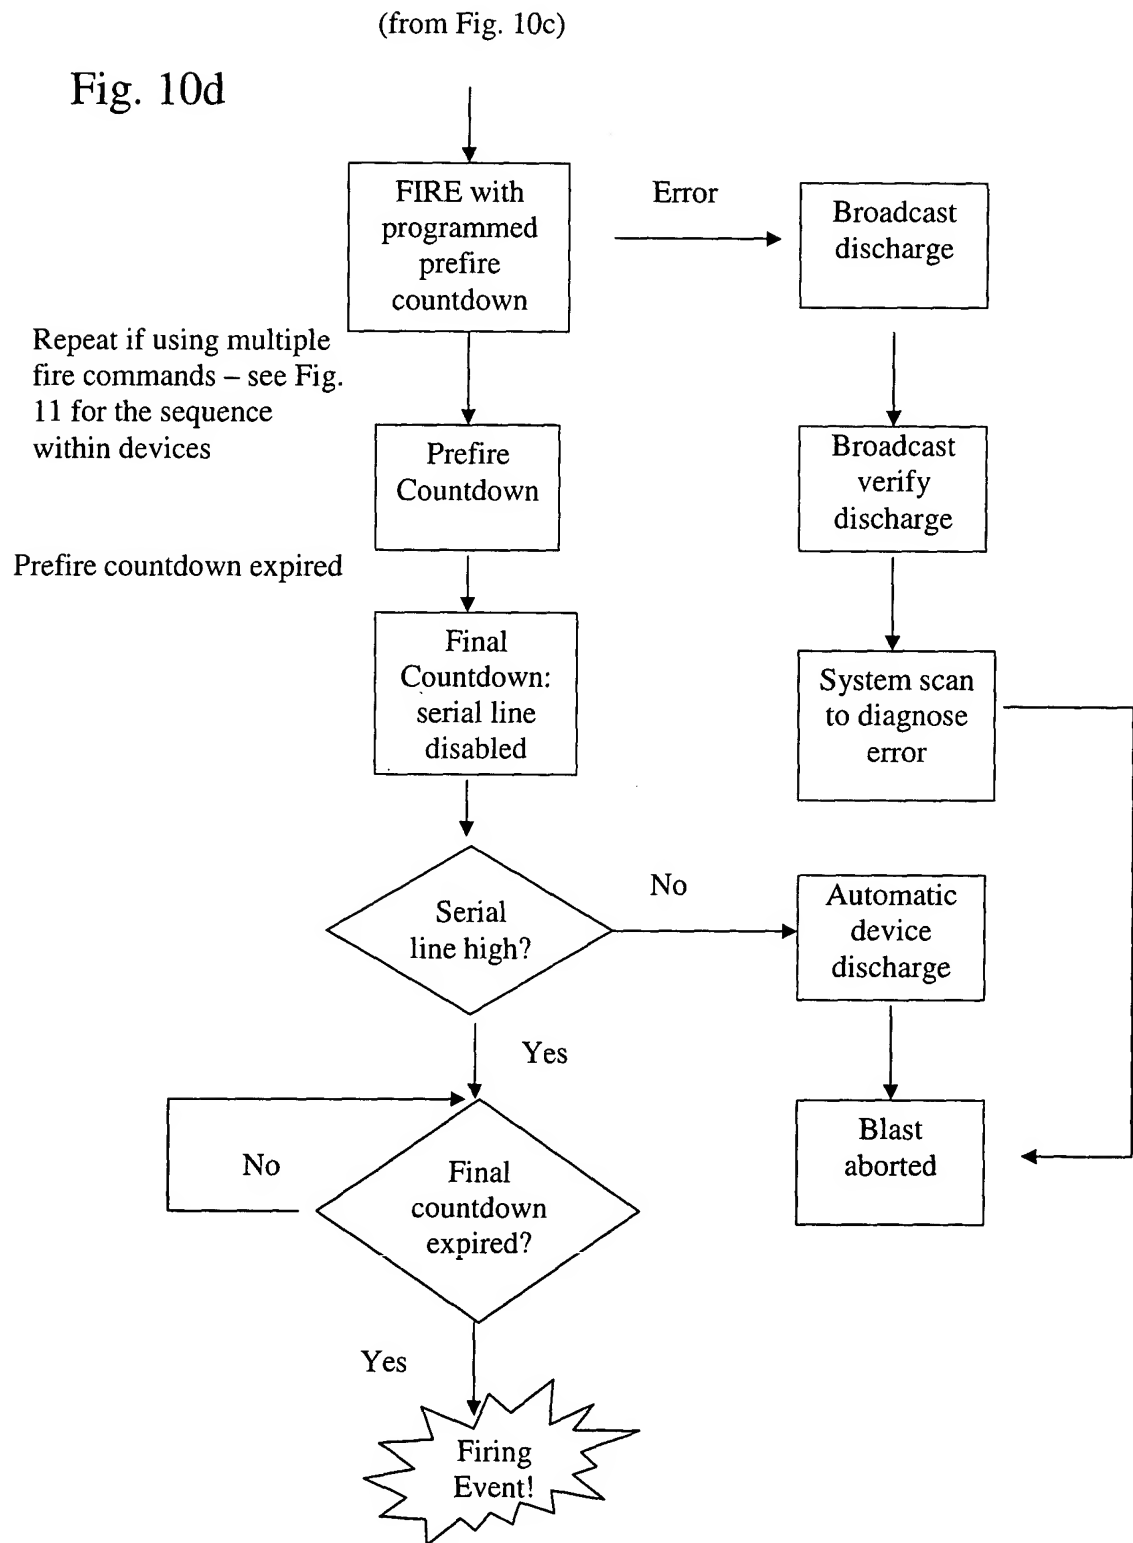 (from Fig. 10c)
Fig. 10d
FIRE with
programmed
prefire
countdown
Error
Broadcast
discharge
Repeat if using multiple
fire commands – see Fig.
11 for the sequence
within devices
Prefire
Countdown
Broadcast
verify
discharge
Prefire countdown expired
Final
Countdown:
serial line
disabled
System scan
to diagnose
error
Serial
line high?
No
Automatic
device
discharge
Yes
Blast
aborted
No
Final
countdown
expired?
Yes
Firing
Event!